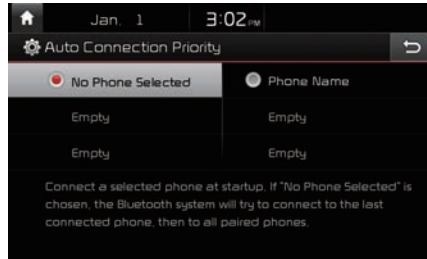 Jan. 1 3:02 PM
Auto Connection Priority
No Phone Selected Phone Name
Empty Empty
Empty Empty
Connect a selected phone at startup. If "No Phone Selected" is
chosen, the Bluetooth system will try to connect to the last
connected phone, then to all paired phones.